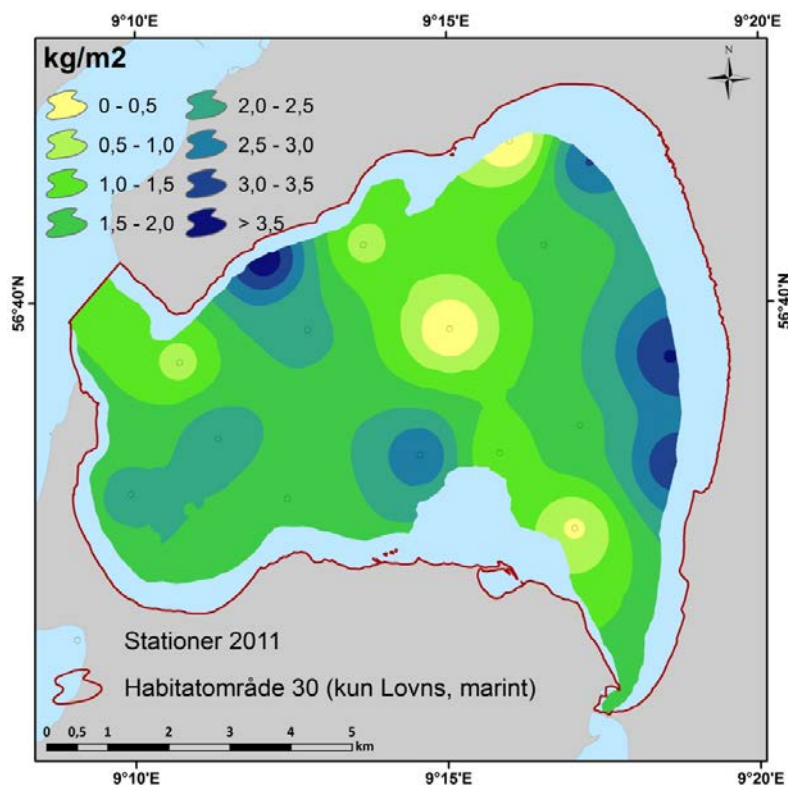 9°10'E 9°15'E 9°20'E
kg/m2
N
0 - 0,5 2,0 - 2,5
0,5 - 1,0 2,5 - 3,0
1,0 - 1,5 3,0 - 3,5
1,5 - 2,0 > 3,5
56°40'N 56°40'N
Stationer 2011
Habitatområde 30 (kun Lovns, marint)
0 0,5 1 2 3 4 5
km
9°10'E 9°15'E 9°20'E